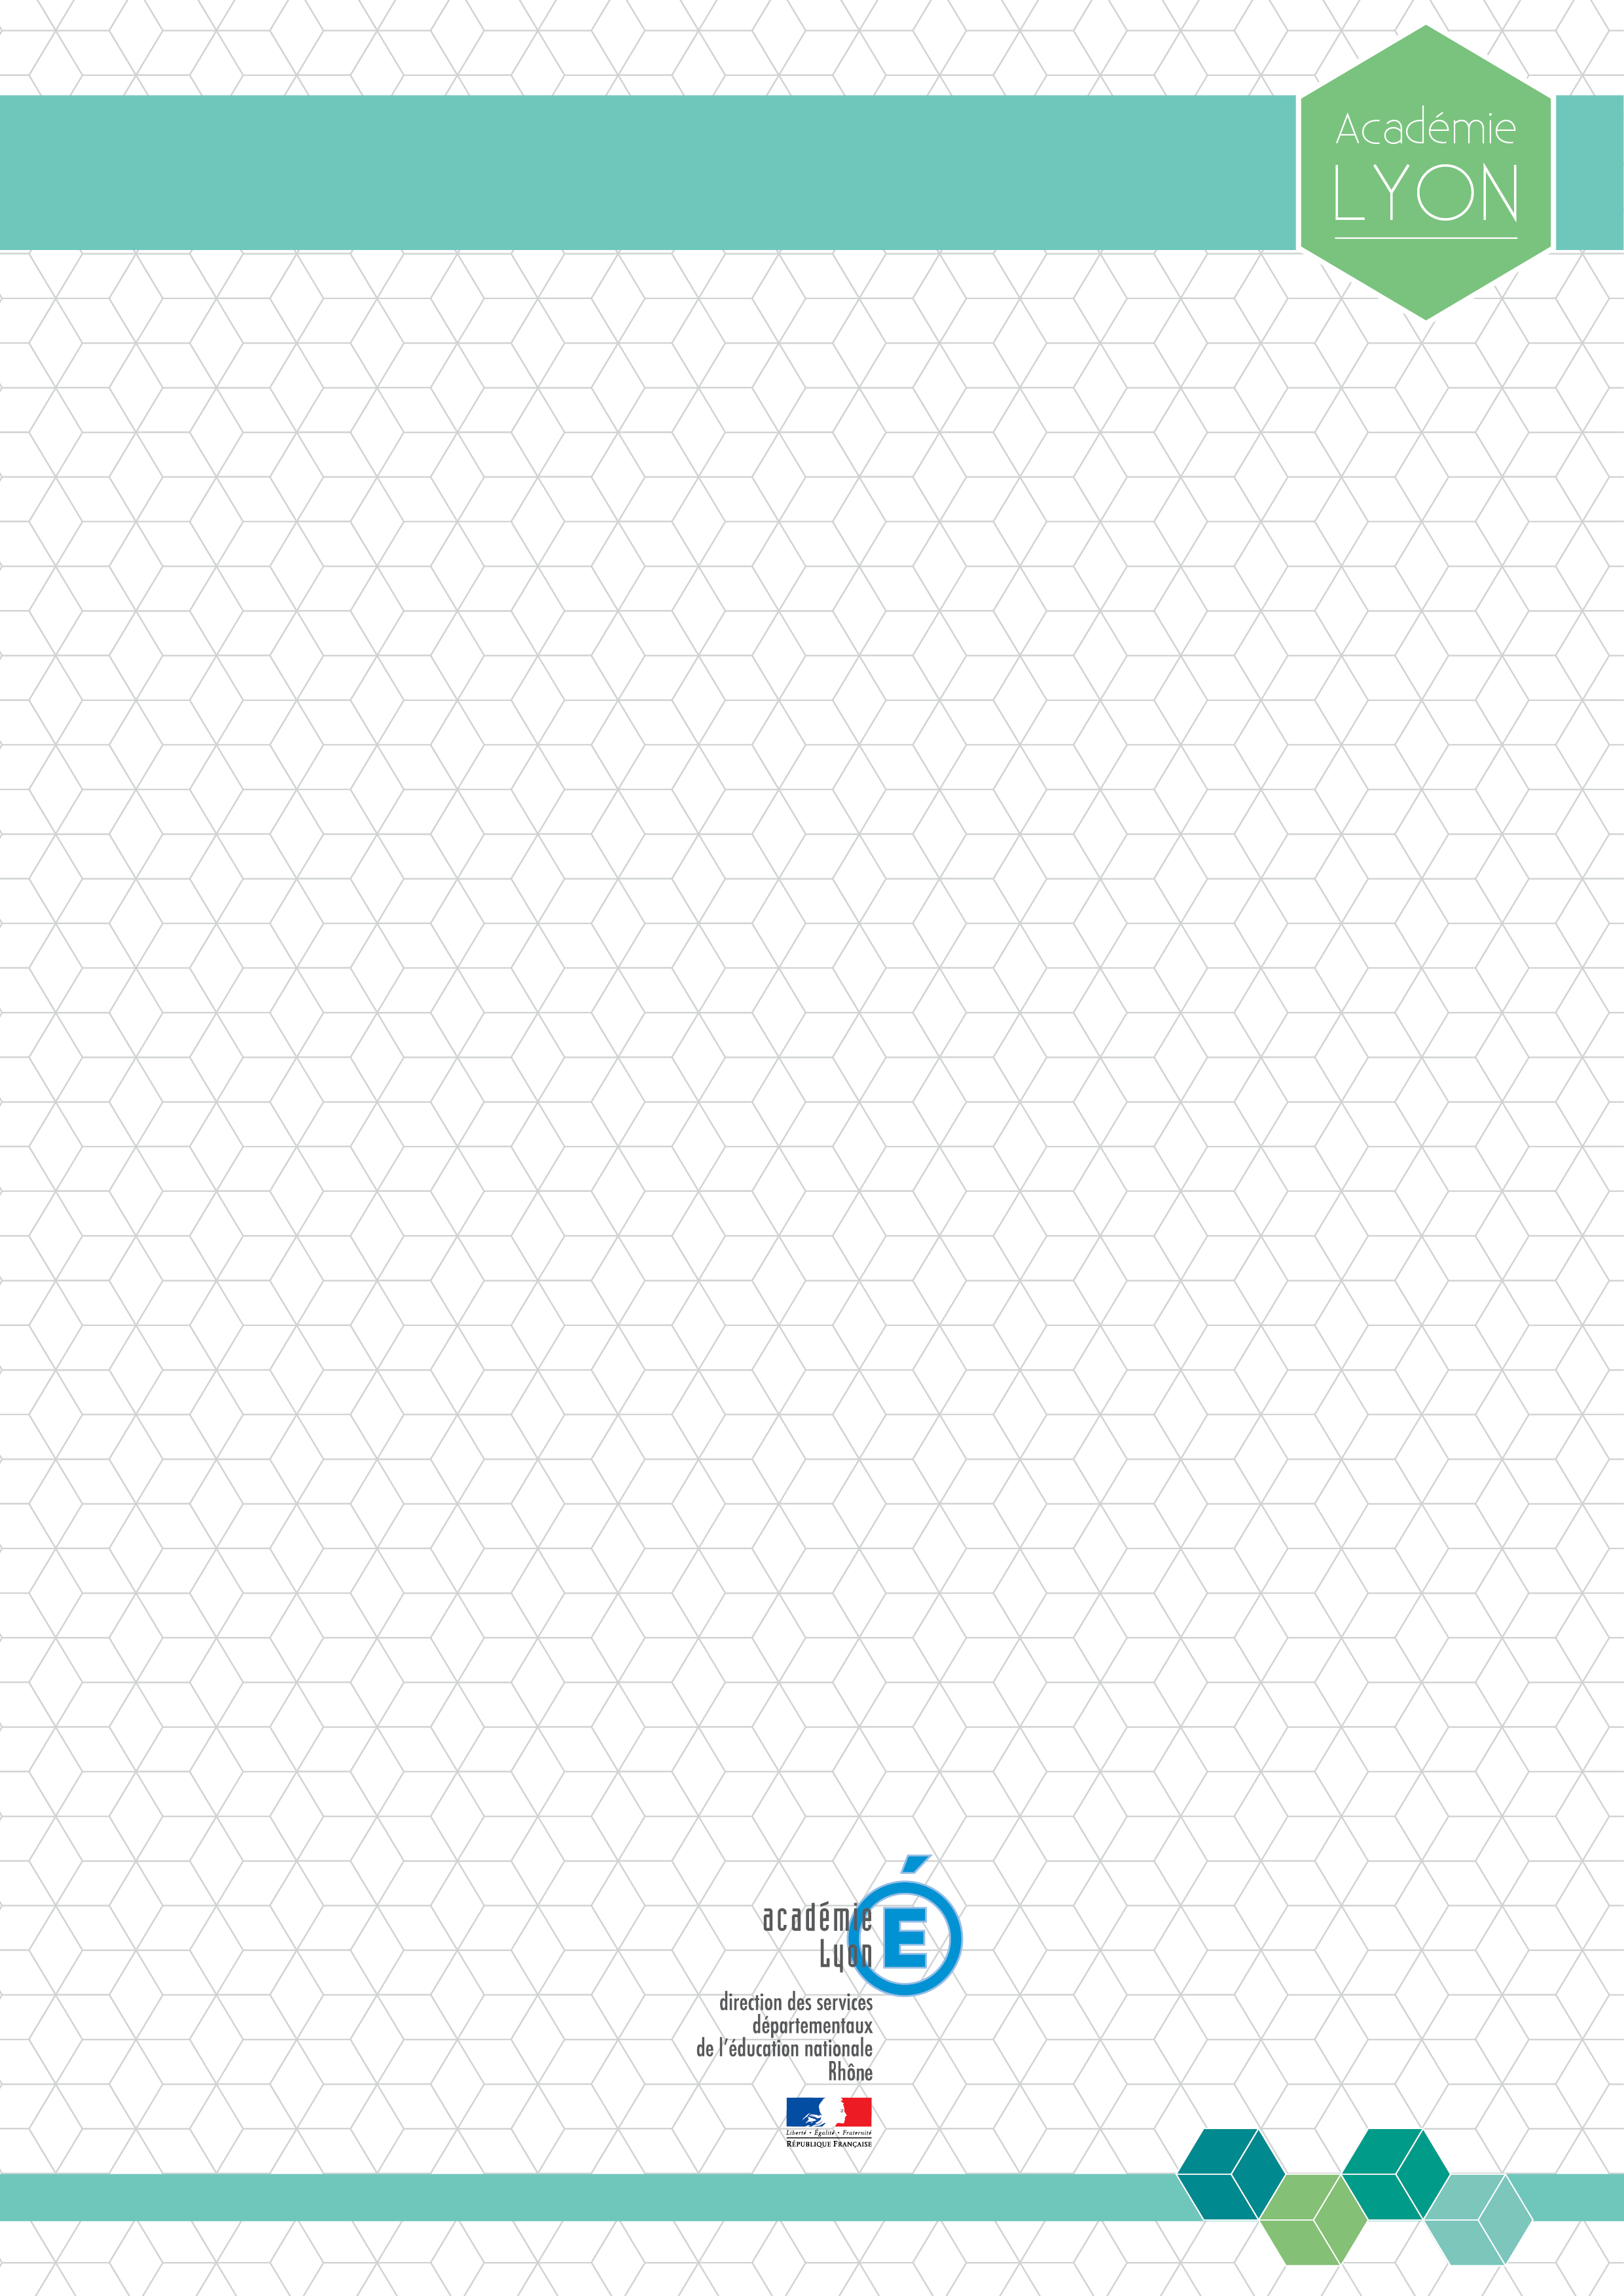 Académie
LYON
académie
Lyon
É
direction des services
départementaux
de l'éducation nationale
Rhône
Liberté • Égalité • Fraternité
RÉPUBLIQUE FRANÇAISE